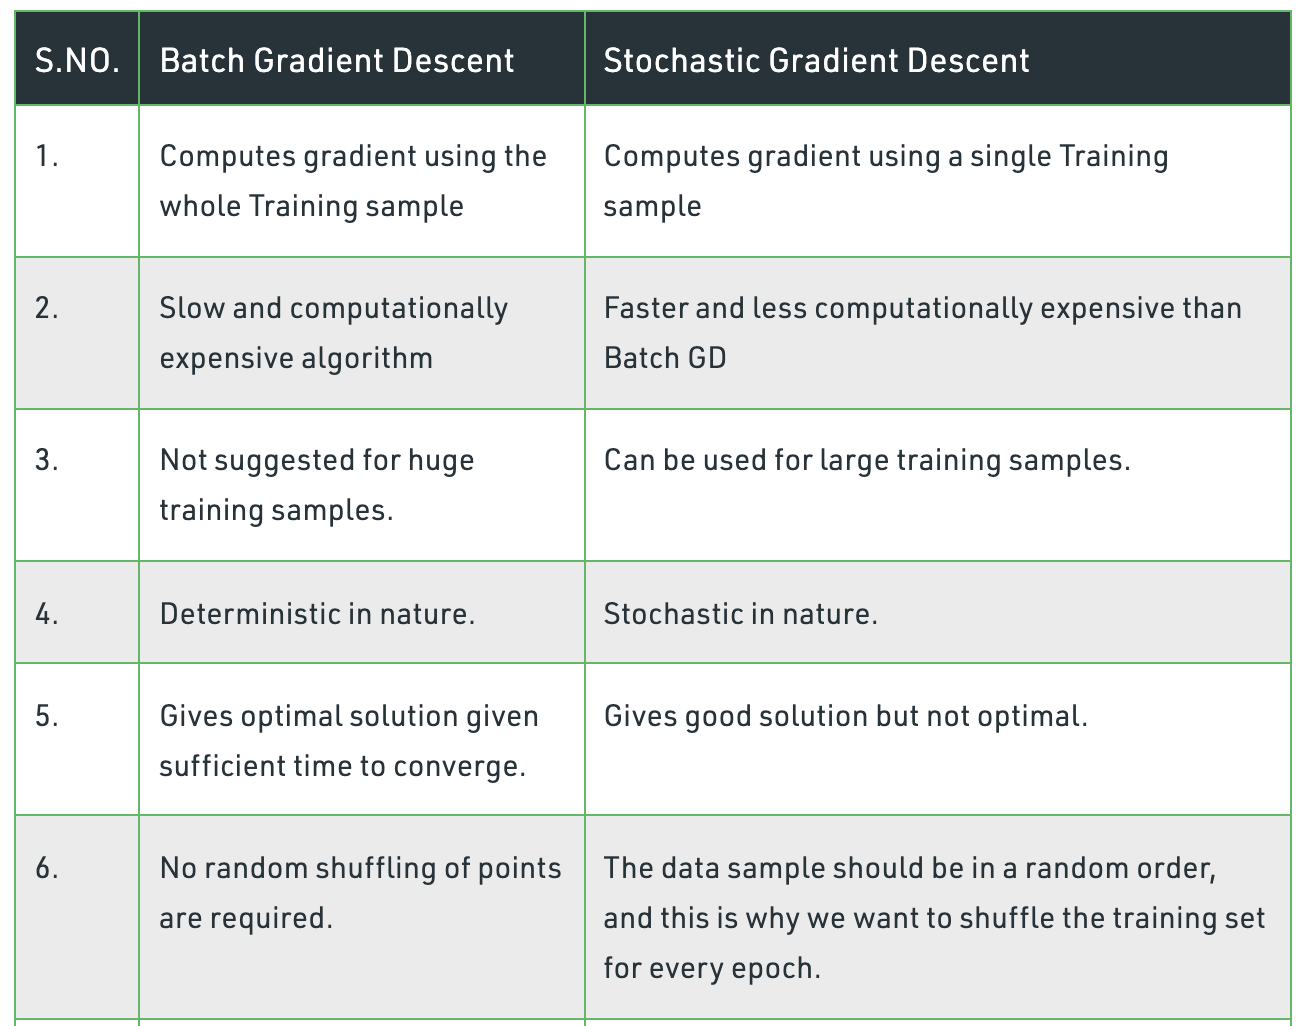 S.NO. Batch Gradient Descent Stochastic Gradient Descent
1. Computes gradient using the Computes gradient using a single Training
whole Training sample sample
2. Slow and computationally Faster and less computationally expensive than
expensive algorithm Batch GD
3. Not suggested for huge Can be used for large training samples.
training samples.
4. Deterministic in nature. Stochastic in nature.
5. Gives optimal solution given Gives good solution but not optimal.
sufficient time to converge.
6. No random shuffling of points The data sample should be in a random order,
are required. and this is why we want to shuffle the training set
for every epoch.